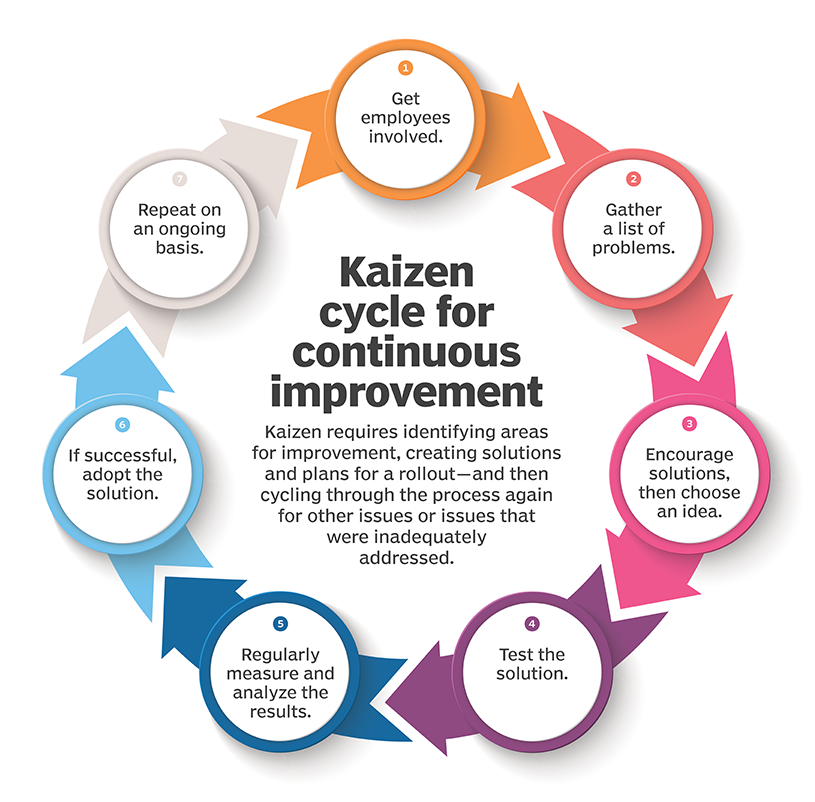 1
Get
employees
involved.
2
Gather
a list of
problems.
3
Encourage
solutions,
then choose
an idea.
4
Test the
solution.
5
Regularly
measure and
analyze the
results.
6
If successful,
adopt the
solution.
7
Repeat on
an ongoing
basis.
Kaizen
cycle for
continuous
improvement
Kaizen requires identifying areas
for improvement, creating solutions
and plans for a rollout—and then
cycling through the process again
for other issues or issues that
were inadequately
addressed.